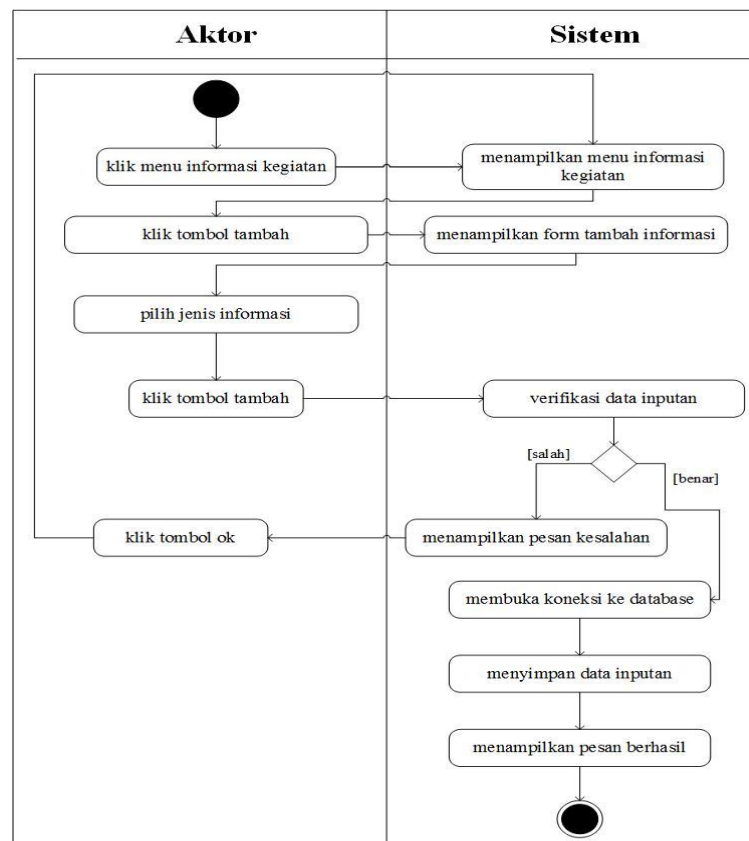 Aktor
Sistem
klik menu informasi kegiatan
menampilkan menu informasi
kegiatan
klik tombol tambah
menampilkan form tambah informasi
pilih jenis informasi
klik tombol tambah
verifikasi data inputan
[salah]
[benar]
klik tombol ok
menampilkan pesan kesalahan
membuka koneksi ke database
menyimpan data inputan
menampilkan pesan berhasil